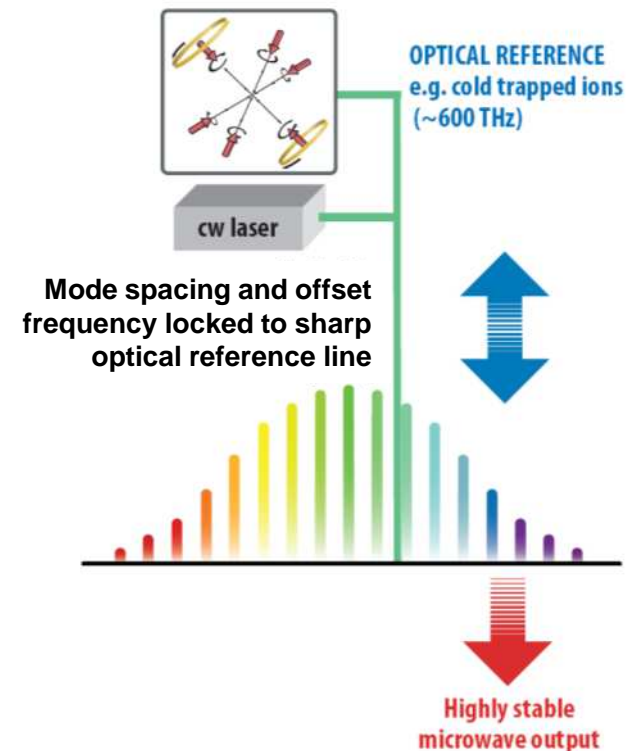 OPTICAL REFERENCE
e.g. cold trapped ions
(~600 THz)
cw laser
Mode spacing and offset
frequency locked to sharp
optical reference line
Highly stable
microwave output